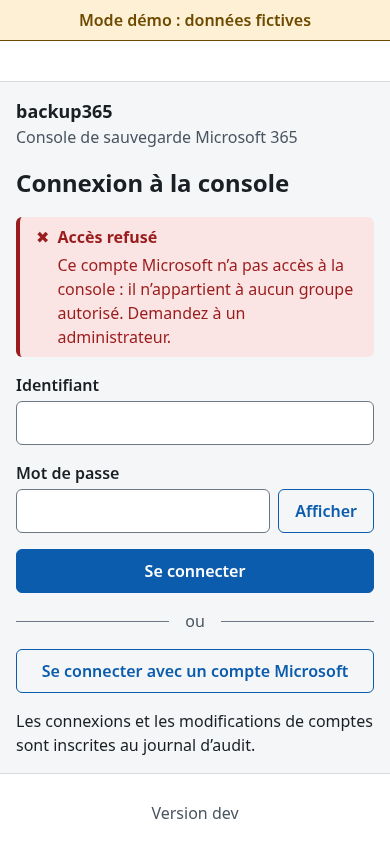 Mode démo : données fictives
backup365
Console de sauvegarde Microsoft 365
Connexion à la console
✖ Accès refusé
Ce compte Microsoft n’a pas accès à la
console : il n’appartient à aucun groupe
autorisé. Demandez à un
administrateur.
Identifiant
Mot de passe
Afficher
Se connecter
ou
Se connecter avec un compte Microsoft
Les connexions et les modifications de comptes
sont inscrites au journal d’audit.
Version dev